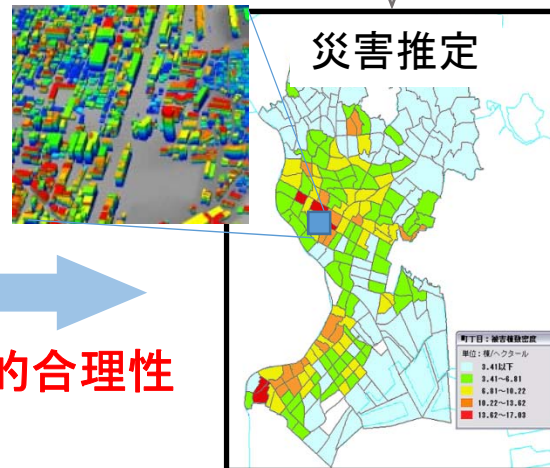 災害推定
的合理性
町丁目：被害棟数密度
単位：棟/ヘクタール
3.41以下
3.41～6.81
6.81～10.22
10.22～13.62
13.62～17.03